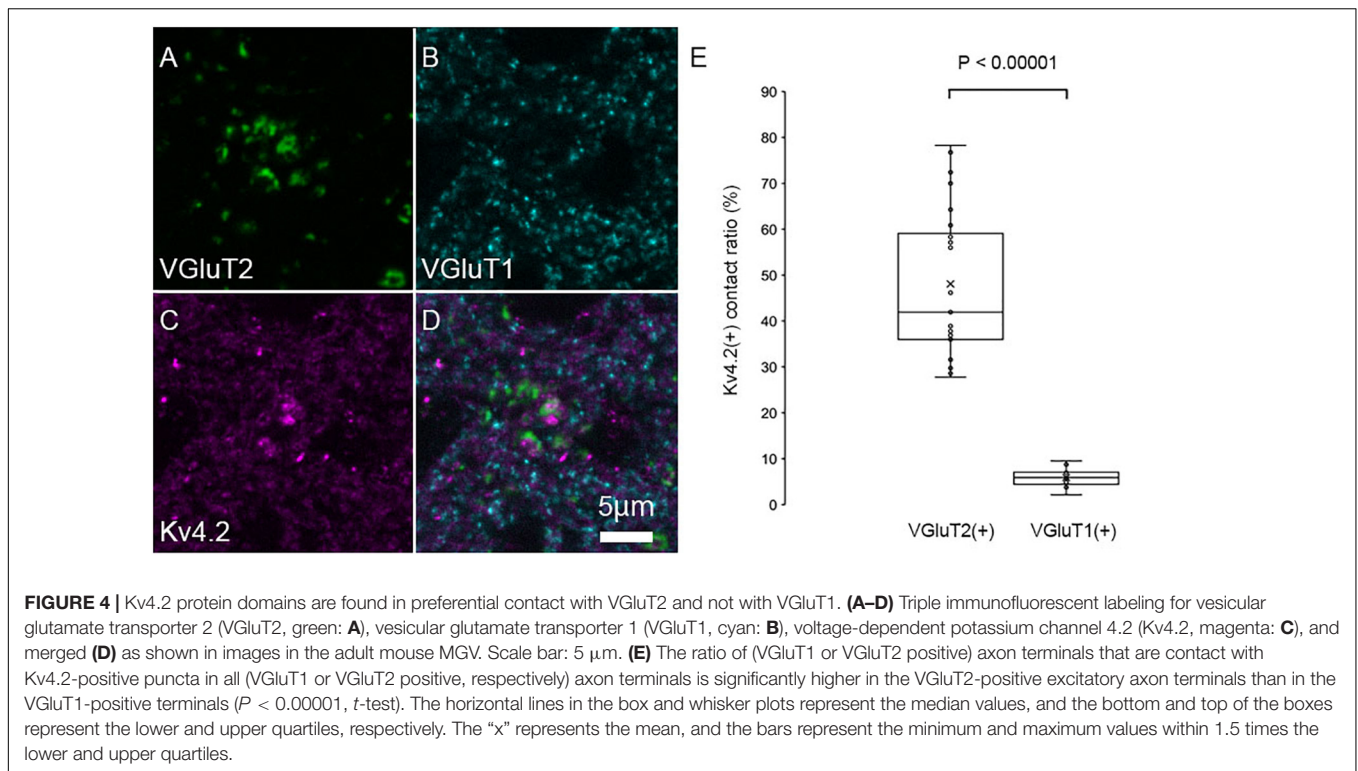 A
B
VGluT2
VGluT1
C
D
Kv4.2
5μm
E
P < 0.00001
Kv4.2(+) contact ratio (%)
90
80
70
60
50
40
30
20
10
0
VGluT2(+)
VGluT1(+)
FIGURE 4 | Kv4.2 protein domains are found in preferential contact with VGluT2 and not with VGluT1. (A–D) Triple immunofluorescent labeling for vesicular
glutamate transporter 2 (VGluT2, green: A), vesicular glutamate transporter 1 (VGluT1, cyan: B), voltage-dependent potassium channel 4.2 (Kv4.2, magenta: C), and
merged (D) as shown in images in the adult mouse MGV. Scale bar: 5 μm. (E) The ratio of (VGluT1 or VGluT2 positive) axon terminals that are contact with
Kv4.2-positive puncta in all (VGluT1 or VGluT2 positive, respectively) axon terminals is significantly higher in the VGluT2-positive excitatory axon terminals than in the
VGluT1-positive terminals (P < 0.00001, t-test). The horizontal lines in the box and whisker plots represent the median values, and the bottom and top of the boxes
represent the lower and upper quartiles, respectively. The “x” represents the mean, and the bars represent the minimum and maximum values within 1.5 times the
lower and upper quartiles.